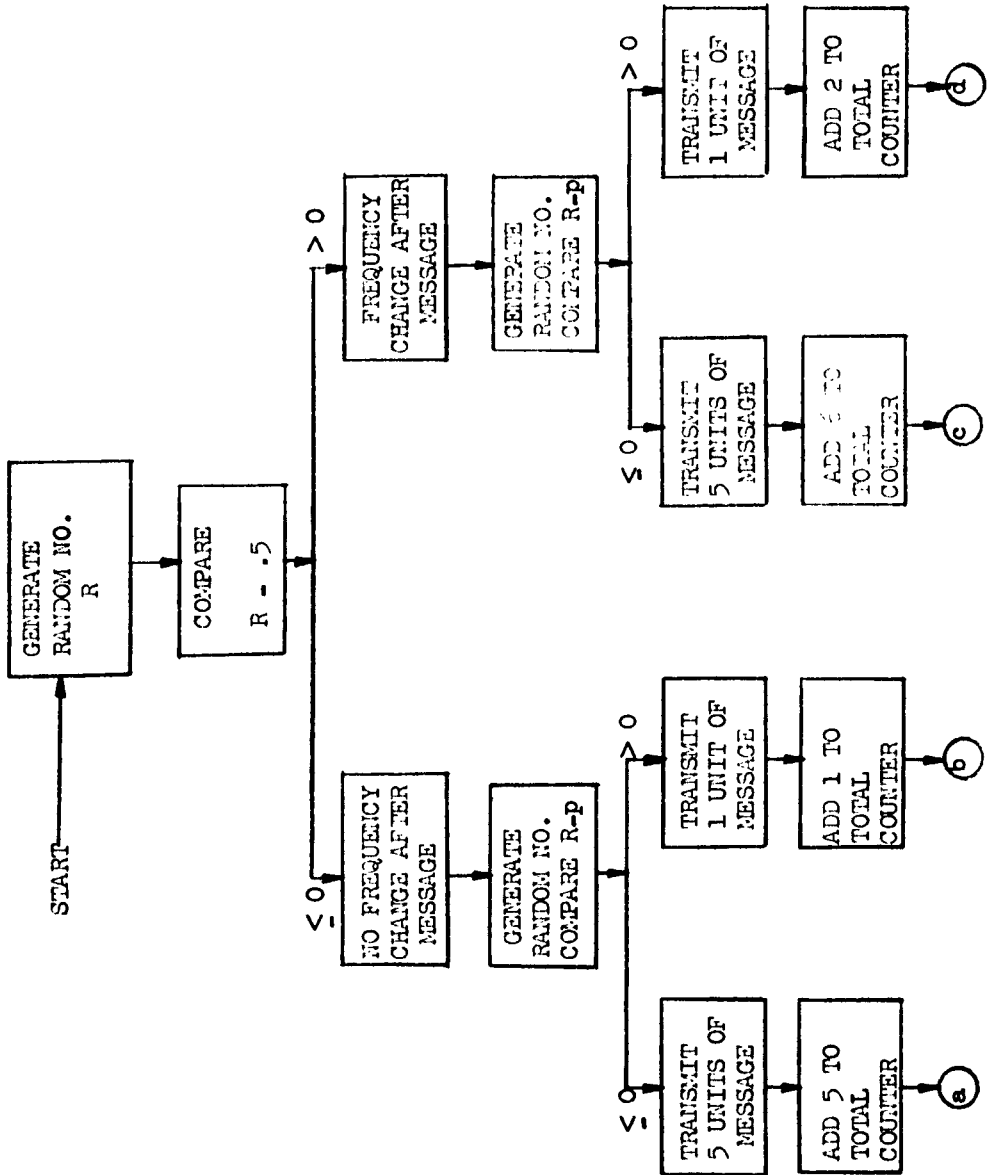 START
GENERATE
RANDOM NO.
R
COMPARE
R - .5
≤ 0
> 0
NO FREQUENCY
CHANGE AFTER
MESSAGE
FREQUENCY
CHANGE AFTER
MESSAGE
GENERATE
RANDOM NO.
COMPARE R-p
GENERATE
RANDOM NO.
COMPARE R-p
≤ 0
> 0
≤ 0
> 0
TRANSMIT
5 UNITS OF
MESSAGE
TRANSMIT
1 UNIT OF
MESSAGE
TRANSMIT
5 UNITS OF
MESSAGE
TRANSMIT
1 UNIT OF
MESSAGE
ADD 5 TO
TOTAL
COUNTER
ADD 1 TO
TOTAL
COUNTER
ADD TO
TOTAL
COUNTER
ADD 2 TO
TOTAL
COUNTER
a
b
c
d